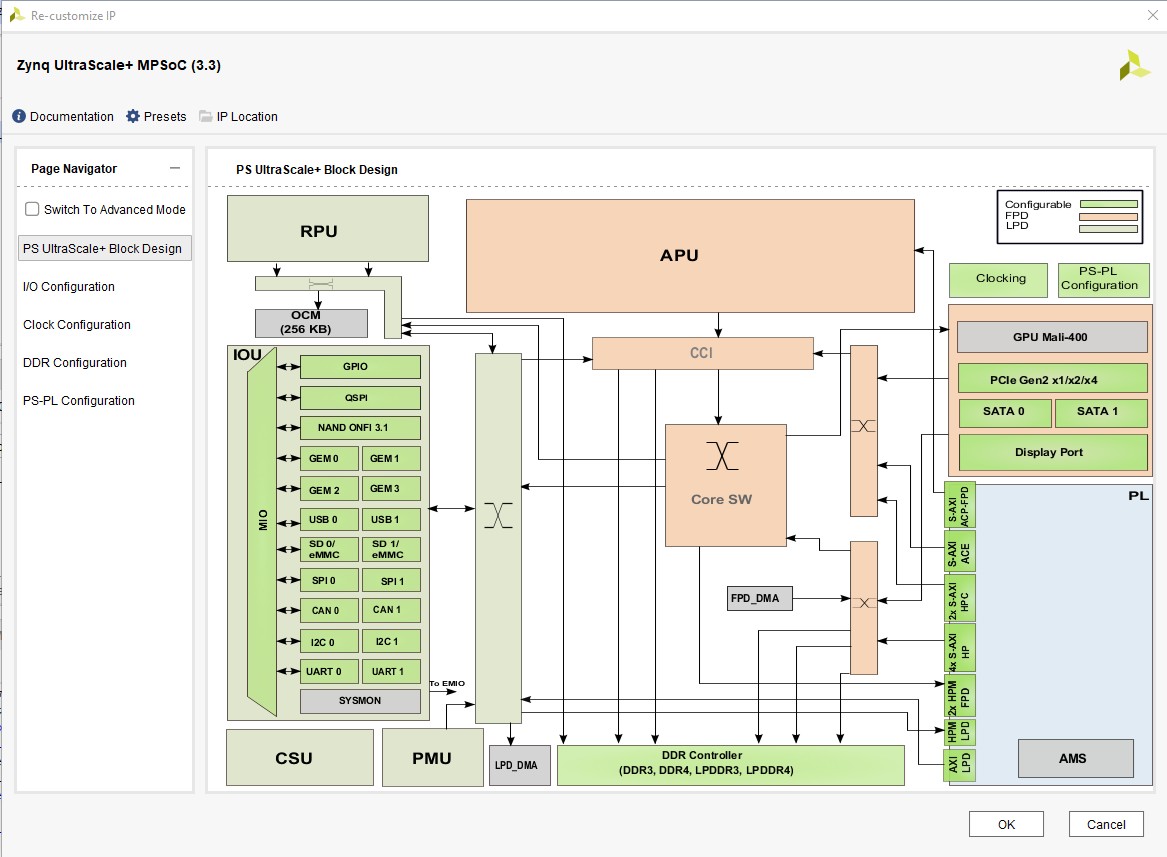 Re-customize IP
Zynq UltraScale+ MPSoC (3.3)
Documentation Presets IP Location
Page Navigator
Switch To Advanced Mode
PS UltraScale+ Block Design
I/O Configuration
Clock Configuration
DDR Configuration
PS-PL Configuration
PS UltraScale+ Block Design
Configurable
FPD
LPD
RPU
APU
Clocking
PS-PL
Configuration
OCM
(256 KB)
CCI
GPU Mali-400
PCIe Gen2 x1/x2/x4
SATA 0 SATA 1
Display Port
IOU
MIO
GPIO
QSPI
NAND ONFI 3.1
GEM 0 GEM 1
GEM 2 GEM 3
USB 0 USB 1
SD 0/
eMMC
SD 1/
eMMC
SPI 0 SPI 1
CAN 0 CAN 1
I2C 0 I2C 1
UART 0 UART 1
SYSMON
To EMIO
Core SW
FPD_DMA
PL
S-AXI
ACP-FPD
S-AXI
ACE
2x S-AXI
HPC
4x S-AXI
HP
2x HPM
FPD
HPM
LPD
AXI
LPD
AMS
CSU
PMU
LPD_DMA
DDR Controller
(DDR3, DDR4, LPDDR3, LPDDR4)
OK Cancel